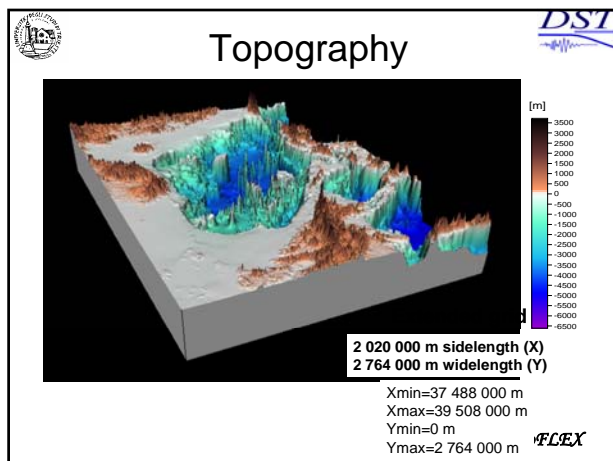 DST
Topography
[m]
3500
3000
2500
2000
1500
1000
500
0
-500
-1000
-1500
-2000
-2500
-3000
-3500
-4000
-4500
-5000
-5500
-6000
-6500
2 020 000 m sidelength (X)
2 764 000 m widelength (Y)
Xmin=37 488 000 m
Xmax=39 508 000 m
Ymin=0 m
Ymax=2 764 000 m
FLEX